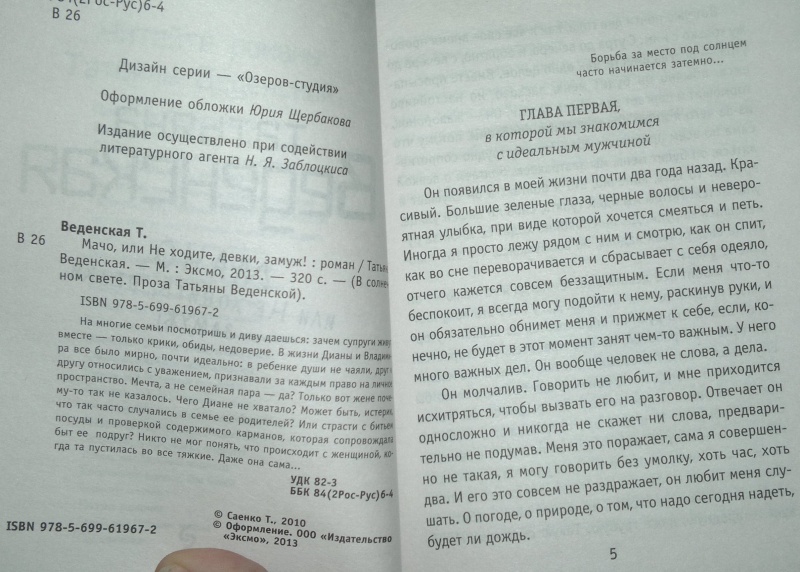 (2Рос-Рус)6-4
В 26
Дизайн серии — «Озеров-студия»
Оформление обложки Юрия Щербакова
Издание осуществлено при содействии
литературного агента Н. Я. Заблоцкиса
Веденская Т.
В 26
Мачо, или Не ходите, девки, замуж! : роман / Татья
Веденская. — М. : Эксмо, 2013. — 320 с. — (В солнеч
ном свете. Проза Татьяны Веденской).
ISBN 978-5-699-61967-2
На многие семьи посмотришь и диву даешься: зачем супруги живу
вместе — только крики, обиды, недоверие. В жизни Дианы и Владими
ра все было мирно, почти идеально: в ребенке души не чаяли, друг к
другу относились с уважением, признавали за каждым право на лично
пространство. Мечта, а не семейная пара — да? Только вот жене поче-
му-то так не казалось. Чего Диане не хватало? Может быть, истерик,
что так часто случались в семье ее родителей? Или страсти с битьем
посуды и проверкой содержимого карманов, которая сопровождала
быт ее подруг? Никто не мог понять, что происходит с женщиной, ко-
гда та пустилась во все тяжкие. Даже она сама...
УДК 82-3
ББК 84(2Рос-Рус)6-4
© Саенко Т., 2010
© Оформление. ООО «Издательство
«Эксмо», 2013
ISBN 978-5-699-61967-2
Борьба за место под солнцем
часто начинается затемно...
ГЛАВА ПЕРВАЯ,
в которой мы знакомимся
с идеальным мужчиной
Он появился в моей жизни почти два года назад. Кра-
сивый. Большие зеленые глаза, черные волосы и неверо-
ятная улыбка, при виде которой хочется смеяться и петь.
Иногда я просто лежу рядом с ним и смотрю, как он спит,
как во сне переворачивается и сбрасывает с себя одеяло,
отчего кажется совсем беззащитным. Если меня что-то
беспокоит, я всегда могу подойти к нему, раскинув руки, и
он обязательно обнимет меня и прижмет к себе, если, ко-
нечно, не будет в этот момент занят чем-то важным. У него
много важных дел. Он вообще человек не слова, а дела.
Он молчалив. Говорить не любит, и мне приходится
исхитряться, чтобы вызвать его на разговор. Отвечает он
односложно и никогда не скажет ни слова, предвари-
тельно не подумав. Меня это поражает, сама я совершен-
но не такая, я могу говорить без умолку, хоть час, хоть
два. И его это совсем не раздражает, он любит меня слу-
шать. О погоде, о природе, о том, что надо сегодня надеть,
будет ли дождь.
5